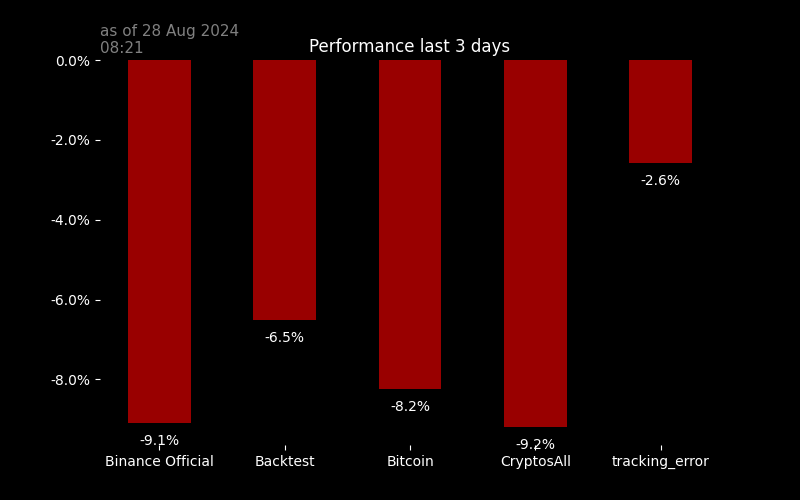 as of 28 Aug 2024
08:21
Performance last 3 days
0.0%
-2.0%
-4.0%
-6.0%
-8.0%
-2.6%
-6.5%
-8.2%
-9.1%
-9.2%
Binance Official
Backtest
Bitcoin
CryptosAll
tracking_error